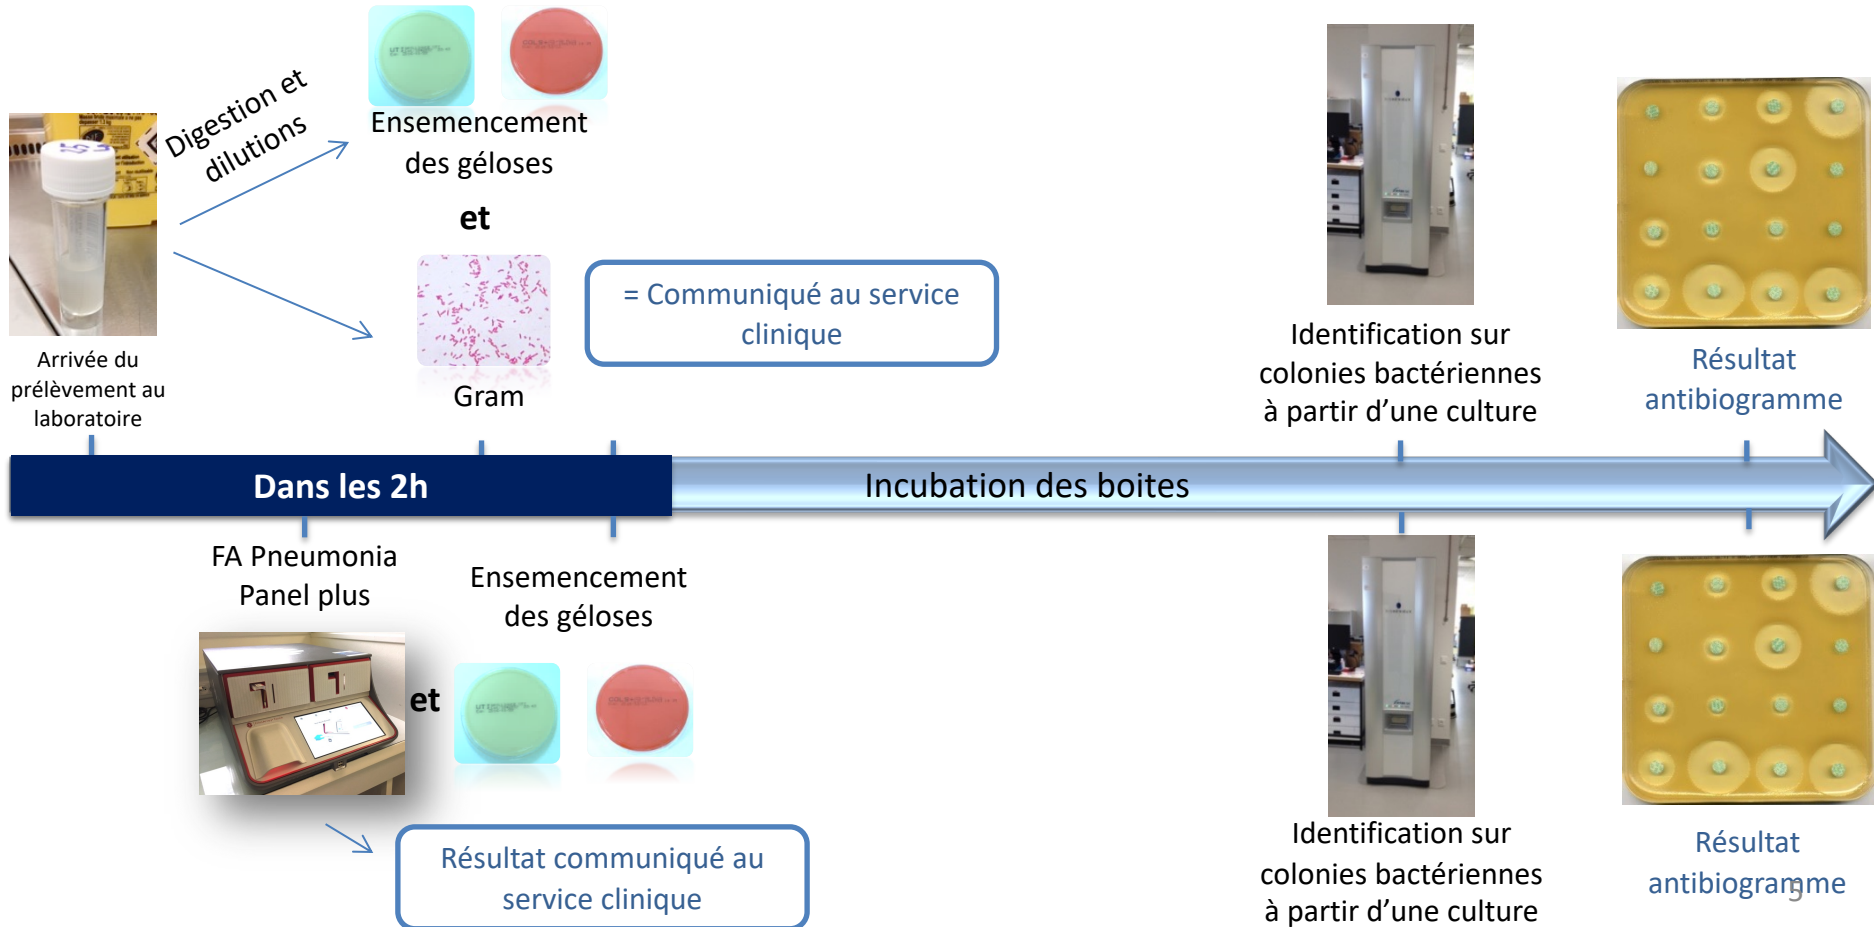 Digestion et
dilutions
Ensemencement
des géloses
et
Gram
= Communiqué au service
clinique
Arrivée du
prélèvement au
laboratoire
Identification sur
colonies bactériennes
à partir d’une culture
Résultat
antibiogramme
Dans les 2h
Incubation des boites
FA Pneumonia
Panel plus
et
Ensemencement
des géloses
Résultat communiqué au
service clinique
Identification sur
colonies bactériennes
à partir d’une culture
Résultat
antibiogramme
5